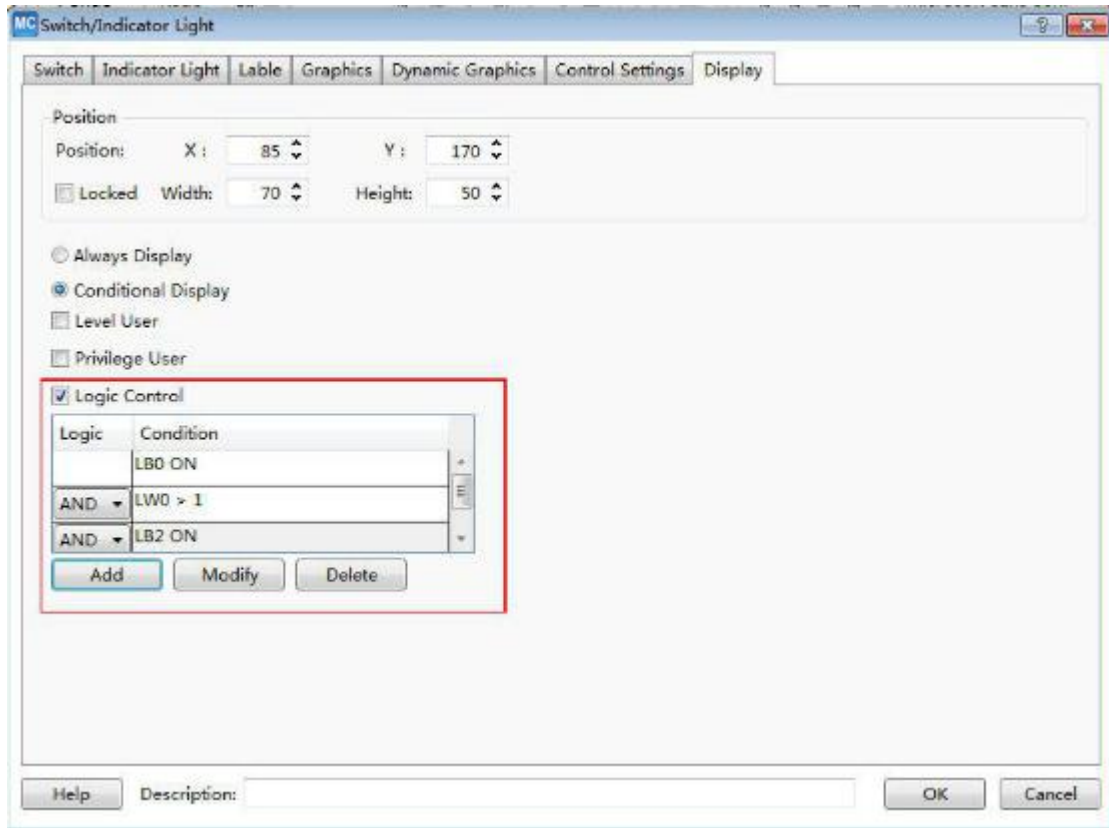 MC Switch/Indicator Light
Switch Indicator Light Lable Graphics Dynamic Graphics Control Settings Display
Position
Position: X : 85 Y : 170
Locked Width: 70 Height: 50
Always Display
Conditional Display
Level User
Privilege User
Logic Control
Logic Condition
LB0 ON
AND LW0 > 1
AND LB2 ON
Add Modify Delete
Help Description: OK Cancel